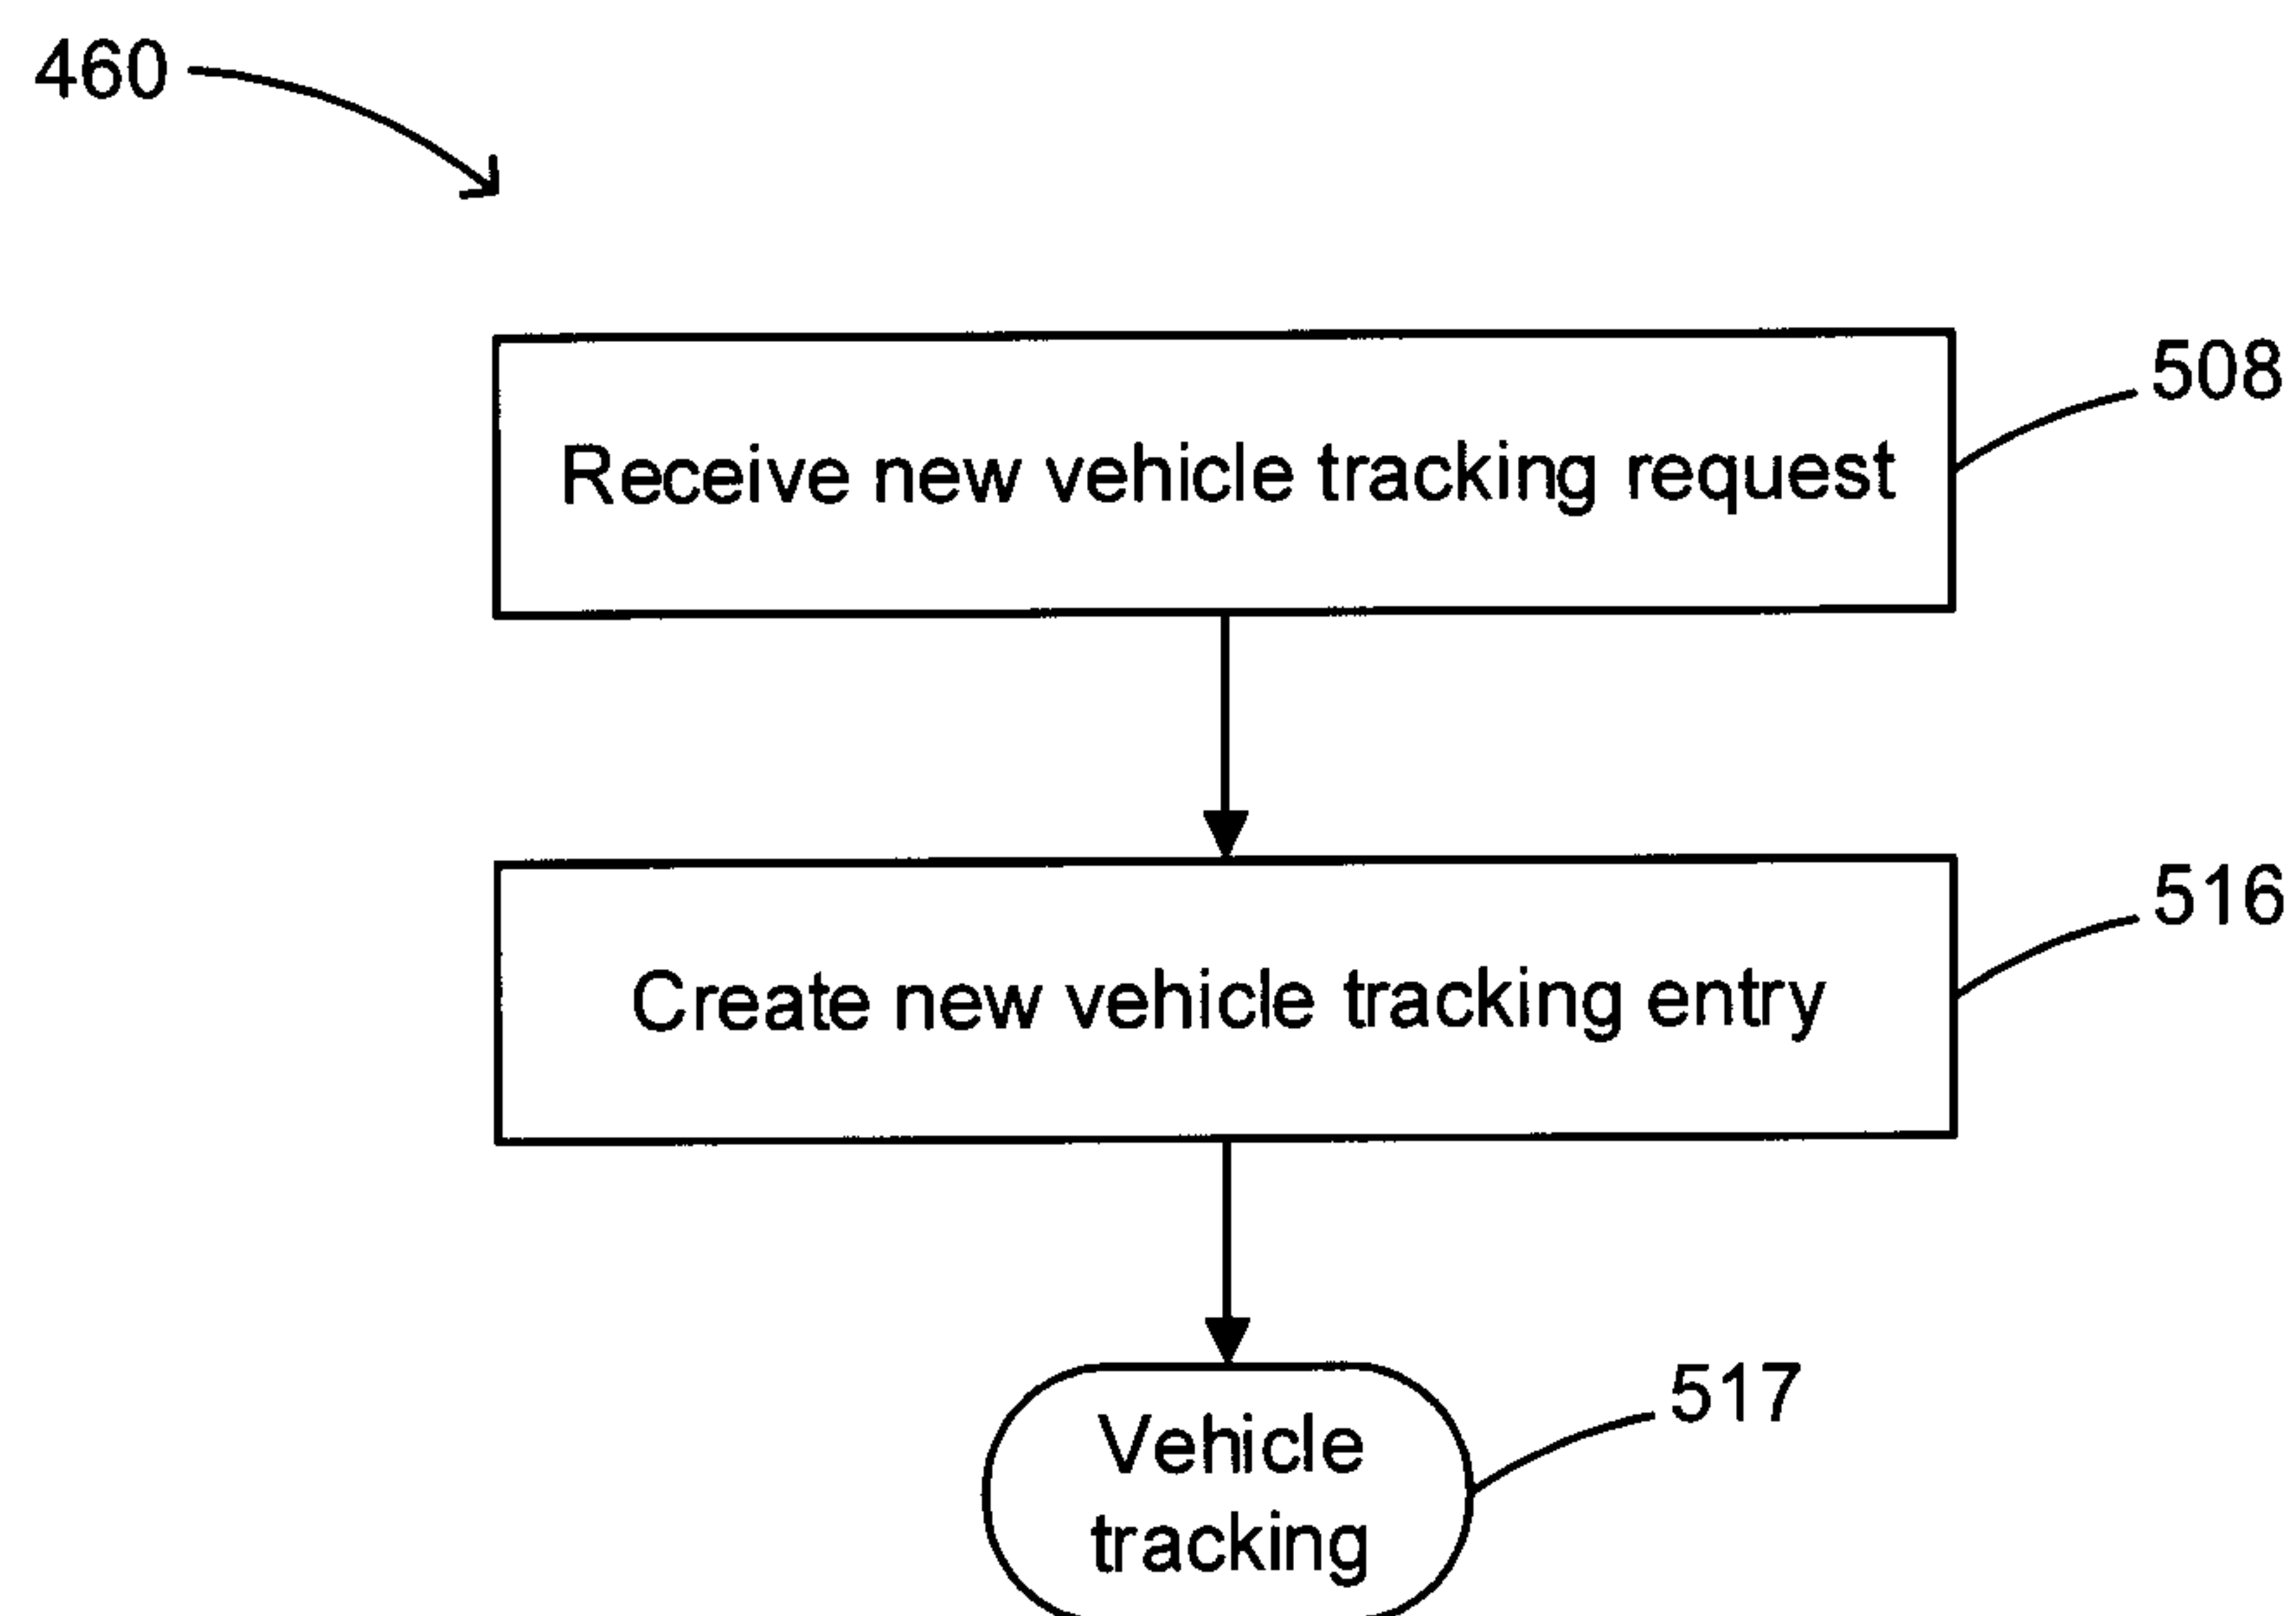 460
508
Receive new vehicle tracking request
516
Create new vehicle tracking entry
517
Vehicle
tracking